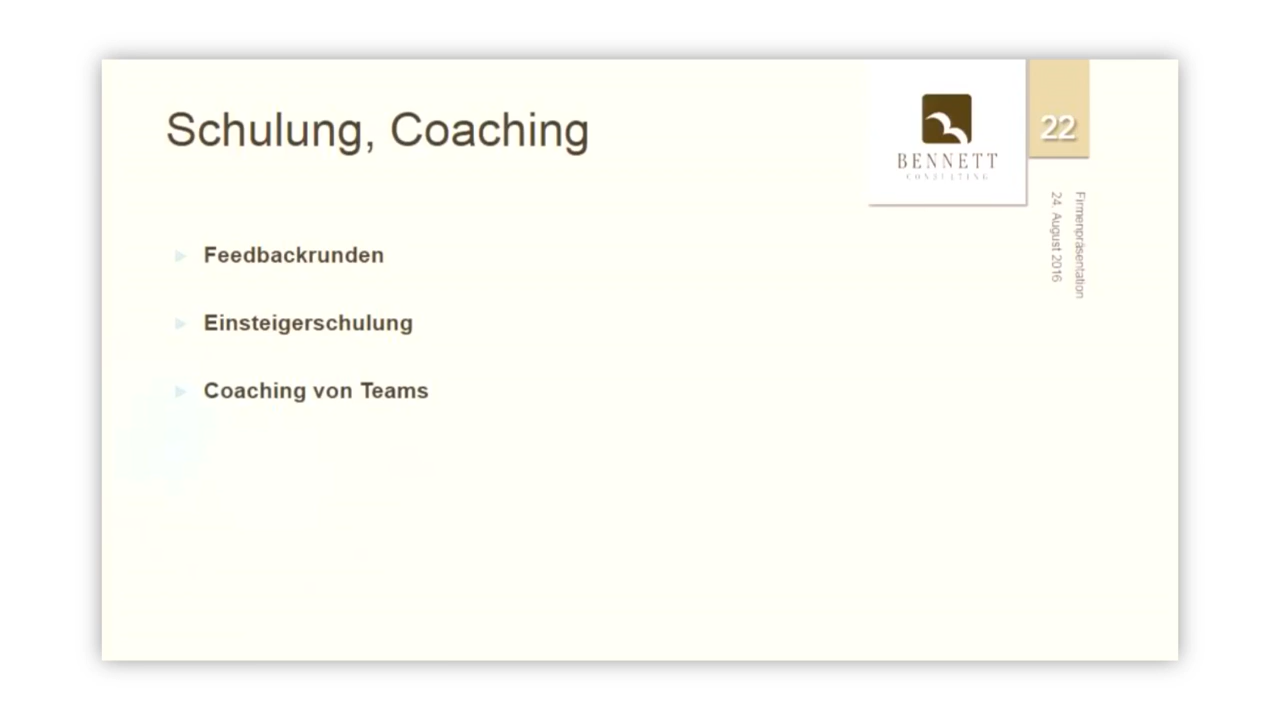 Schulung, Coaching
BENNETT
CONSULTING
22
Firmenpräsentation
24. August 2016
Feedbackrunden
Einsteigerschulung
Coaching von Teams